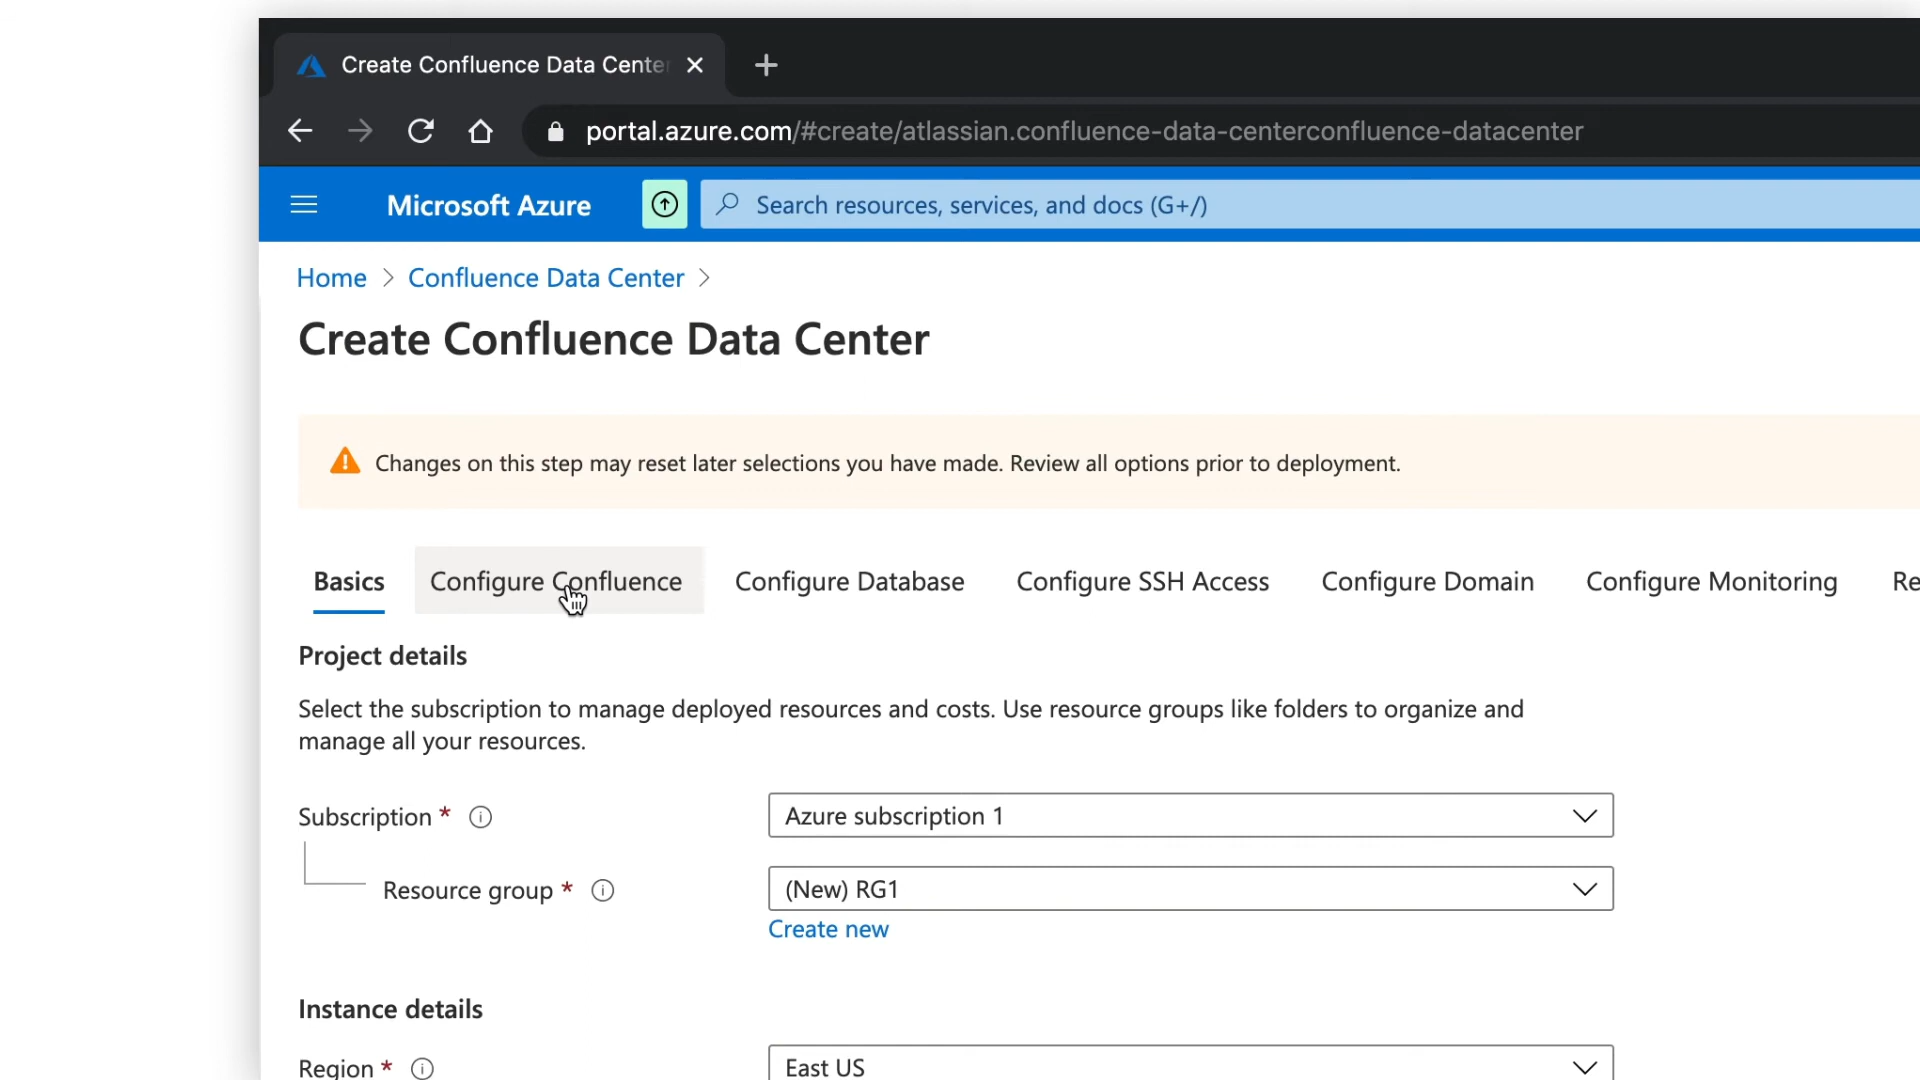 Create Confluence Data Center
portal.azure.com/#create/atlassian.confluence-data-centerconfluence-datacenter
Microsoft Azure
Search resources, services, and docs (G+/)
Home > Confluence Data Center >
Create Confluence Data Center
Changes on this step may reset later selections you have made. Review all options prior to deployment.
Basics Configure Confluence Configure Database Configure SSH Access Configure Domain Configure Monitoring Re
Project details
Select the subscription to manage deployed resources and costs. Use resource groups like folders to organize and
manage all your resources.
Subscription * Azure subscription 1
Resource group * (New) RG1
Create new
Instance details
Region * East US